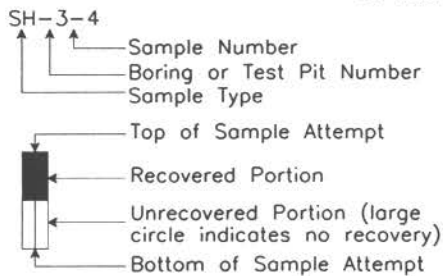 SH-3-4
Sample Number
Boring or Test Pit Number
Sample Type
Top of Sample Attempt
Recovered Portion
Unrecovered Portion (large
circle indicates no recovery)
Bottom of Sample Attempt